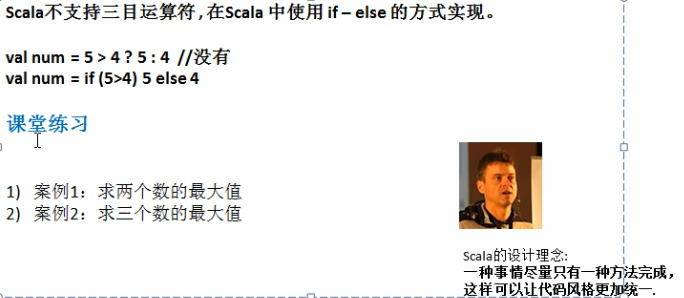 Scala不支持三目运算符 , 在Scala 中使用 if – else 的方式实现。
val num = 5 > 4 ? 5 : 4  //没有
val num = if (5>4) 5 else 4
课堂练习
1) 案例1：求两个数的最大值
2) 案例2：求三个数的最大值
Scala的设计理念:
一种事情尽量只有一种方法完成，
这样可以让代码风格更加统一.